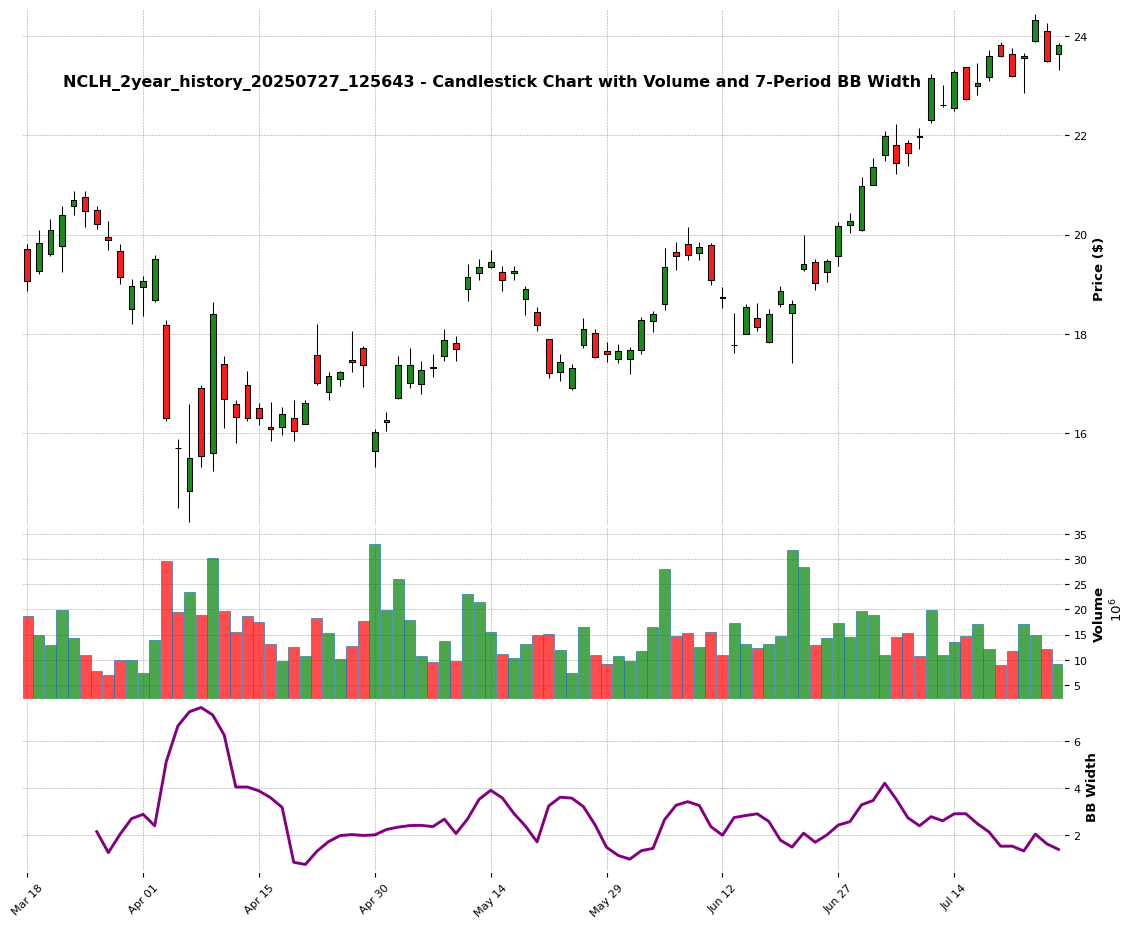 NCLH_2year_history_20250727_125643 - Candlestick Chart with Volume and 7-Period BB Width
24
22
20
18
16
Price ($)
35
30
25
20
15
10
5
Volume
10^6
6
4
2
BB Width
Mar 18
Apr 01
Apr 15
Apr 30
May 14
May 29
Jun 12
Jun 27
Jul 14